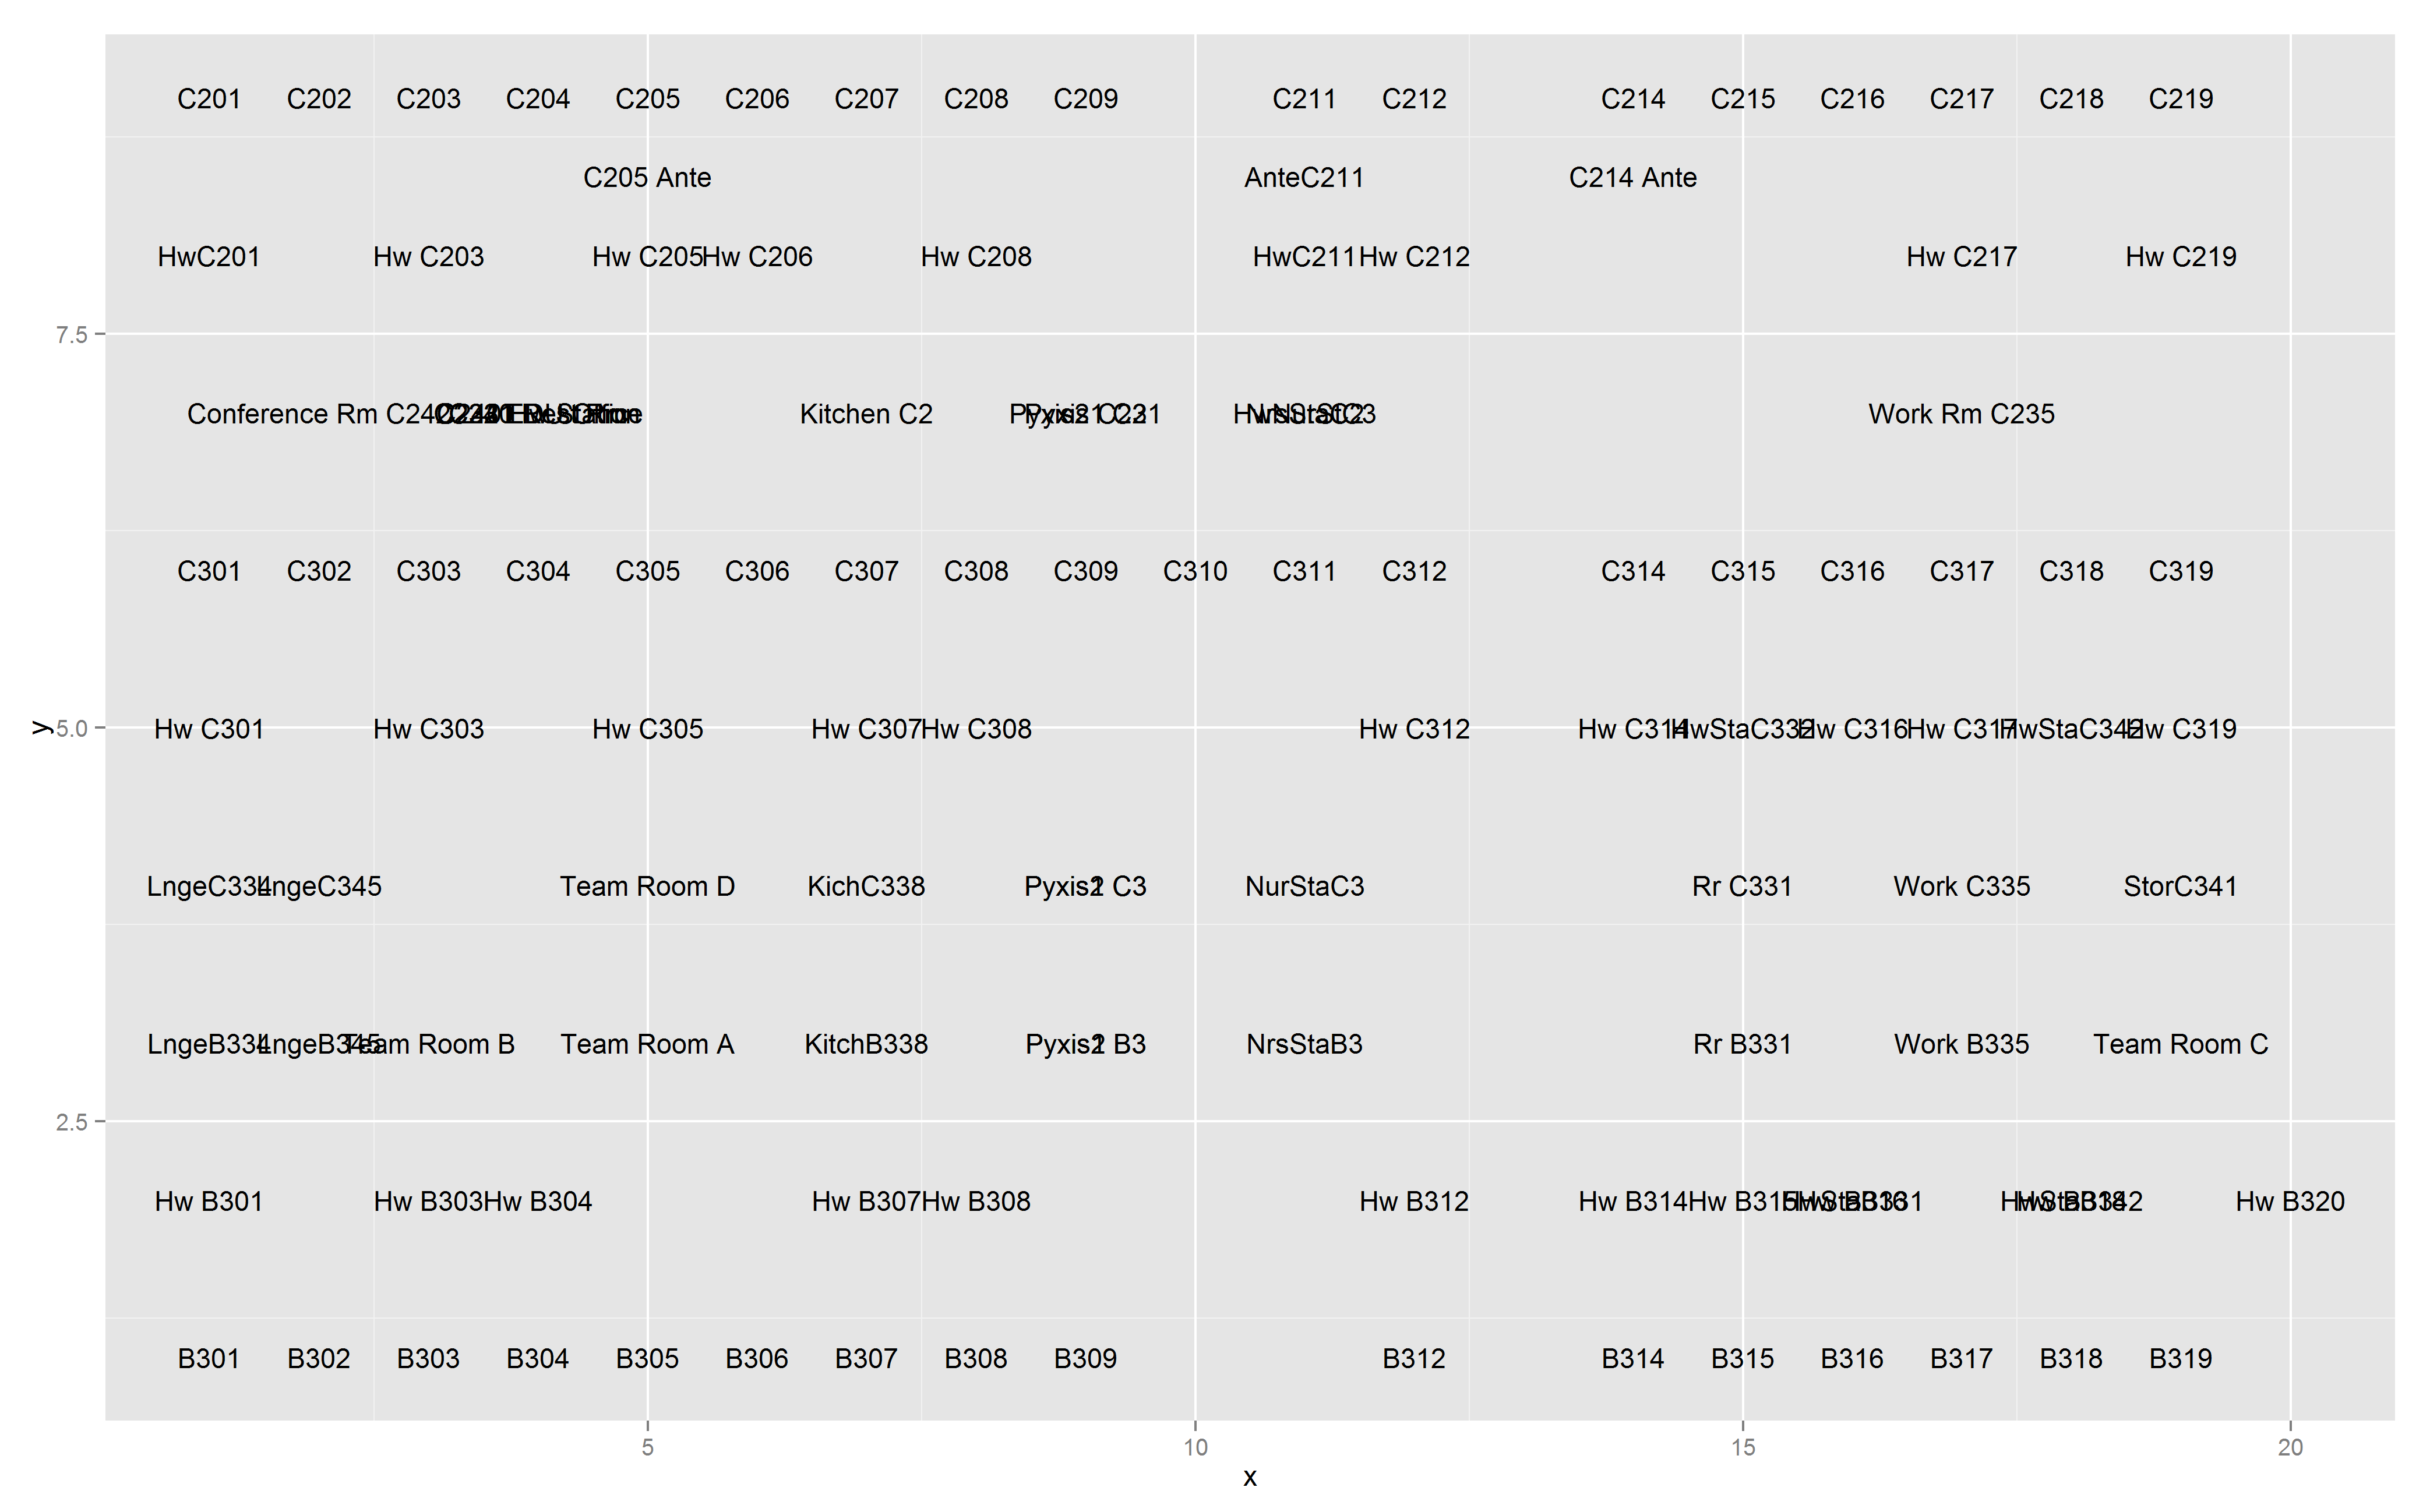 C201 C202 C203 C204 C205 C206 C207 C208 C209 C211 C212 C214 C215 C216 C217 C218 C219
C205 Ante AnteC211 C214 Ante
HwC201 Hw C203 Hw C205 Hw C206 Hw C208 HwC211 Hw C212 Hw C217 Hw C219
7.5
Conference Rm Kitchen C2 Work Rm C235
C301 C302 C303 C304 C305 C306 C307 C308 C309 C310 C311 C312 C314 C315 C316 C317 C318 C319
Hw C301 Hw C303 Hw C305 Hw C307 Hw C308 Hw C312 Hw C314 HwStaC332 Hw C316 Hw C317 HwStaC342 Hw C319
y 5.0
LngeC334 LngeC345 Team Room D KichC338 C3 NurStaC3 Rr C331 Work C335 StorC341
LngeB334 LngeB345 Team Room B Team Room A KitchB338 B3 NrsStaB3 Rr B331 Work B335 Team Room C
2.5
Hw B301 Hw B303 Hw B304 Hw B307 Hw B308 Hw B312 Hw B314 Hw B315 Hw B320
B301 B302 B303 B304 B305 B306 B307 B308 B309 B312 B314 B315 B316 B317 B318 B319
5 10 15 20
x